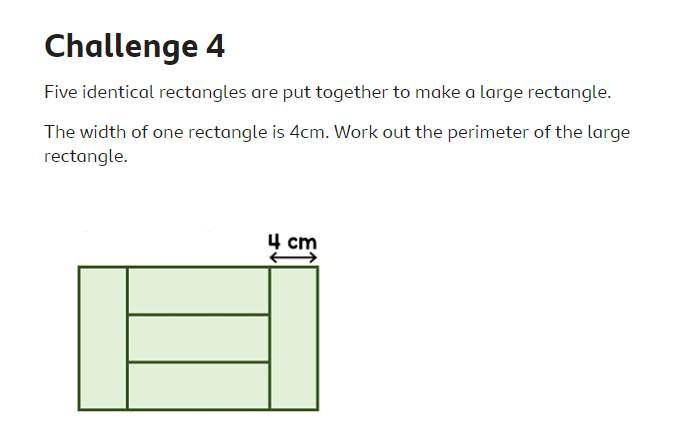 Challenge 4
Five identical rectangles are put together to make a large rectangle.
The width of one rectangle is 4cm. Work out the perimeter of the large
rectangle.
4 cm